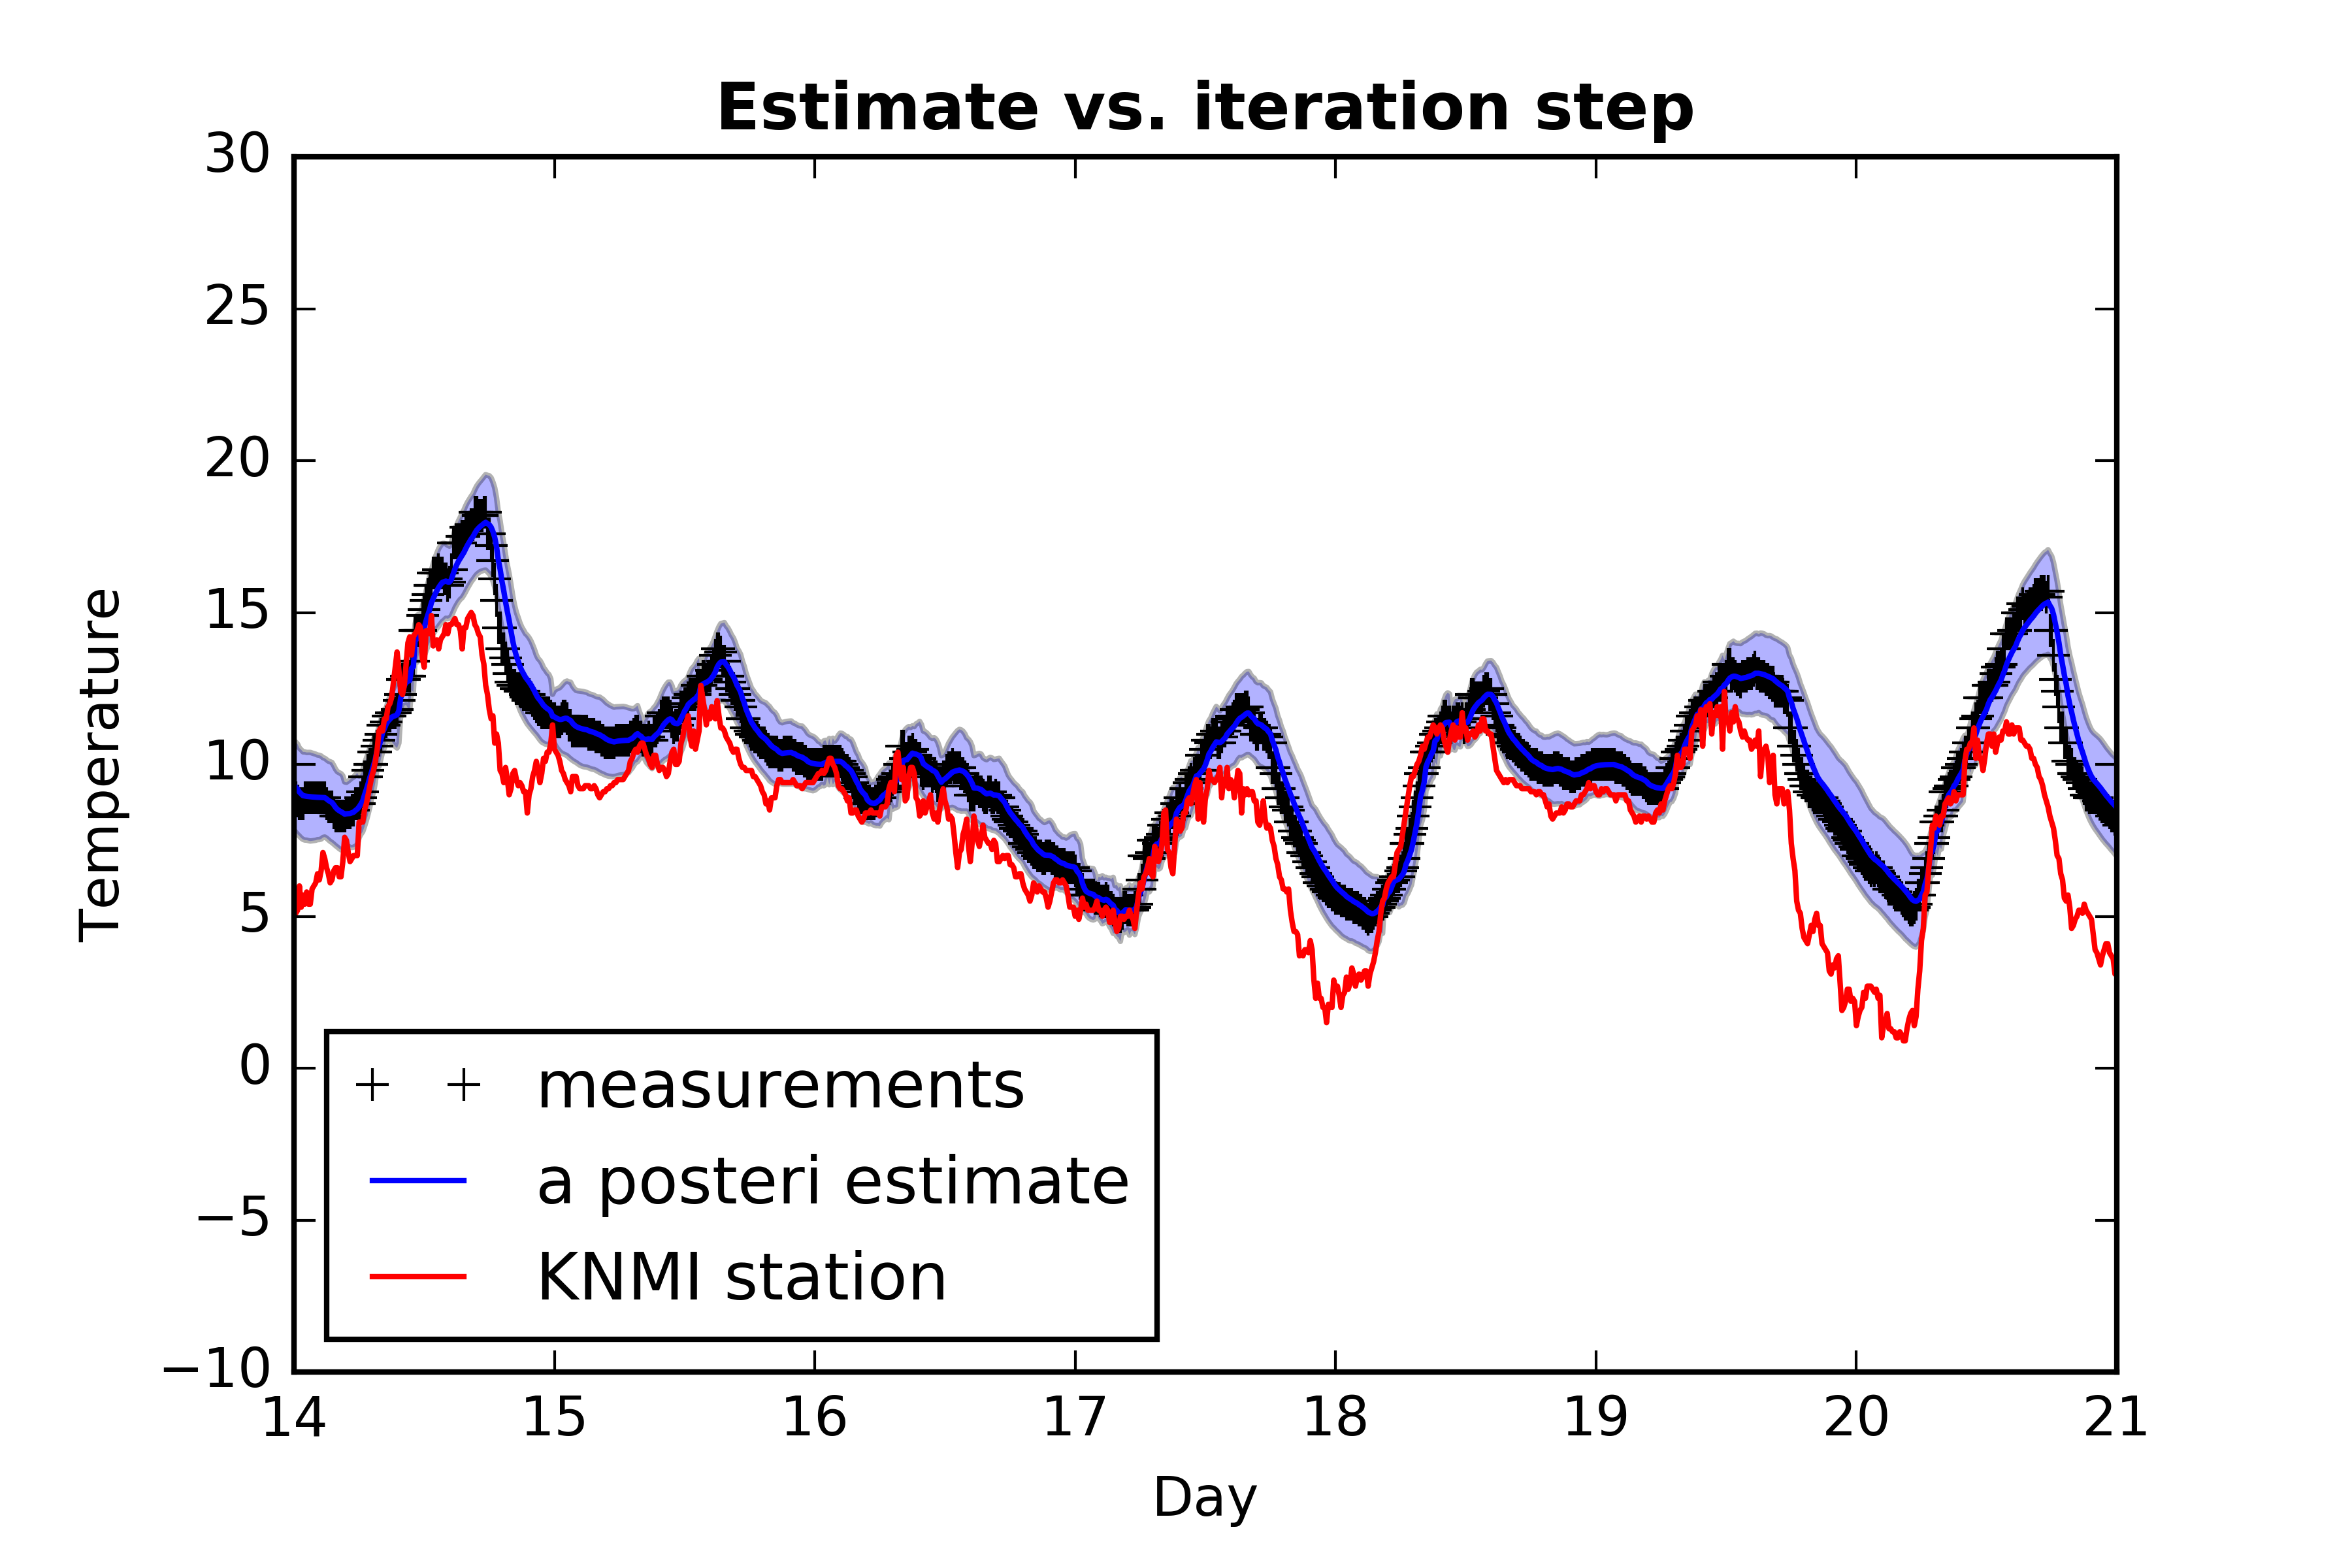 Estimate vs. iteration step
30
25
20
15
10
5
0
−5
−10
Temperature
measurements
a posteri estimate
KNMI station
14 15 16 17 18 19 20 21
Day